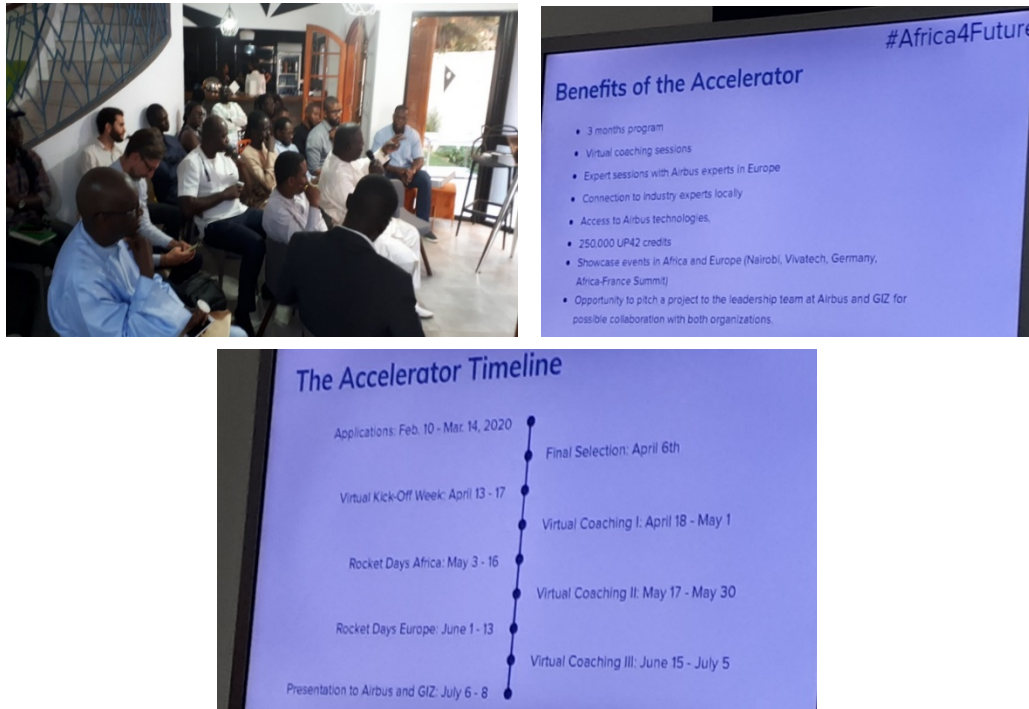 #Africa4Future
Benefits of the Accelerator
• 3 months program
• Virtual coaching sessions
• Expert sessions with Airbus experts in Europe
• Connection to industry experts locally
• Access to Airbus technologies,
• 250.000 UP42 credits
• Showcase events in Africa and Europe (Nairobi, Vivatech, Germany,
Africa-France Summit)
• Opportunity to pitch a project to the leadership team at Airbus and GIZ for
possible collaboration with both organizations.
The Accelerator Timeline
Applications: Feb. 10 - Mar. 14, 2020
Final Selection: April 6th
Virtual Kick-Off Week: April 13 - 17
Virtual Coaching I: April 18 - May 1
Rocket Days Africa: May 3 - 16
Virtual Coaching II: May 17 - May 30
Rocket Days Europe: June 1 - 13
Virtual Coaching III: June 15 - July 5
Presentation to Airbus and GIZ: July 6 - 8